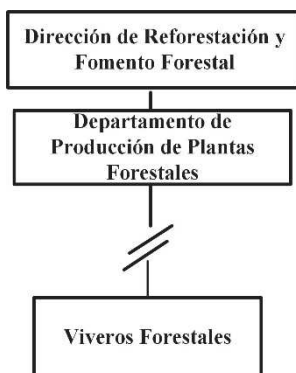 Dirección de Reforestación y
Fomento Forestal
Departamento de
Producción de Plantas
Forestales
Viveros Forestales